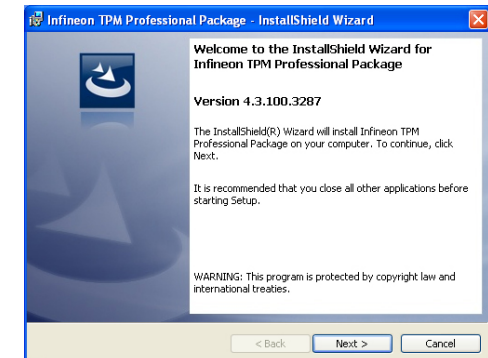 Infineon TPM Professional Package - InstallShield Wizard
Welcome to the InstallShield Wizard for
Infineon TPM Professional Package
Version 4.3.100.3287
The InstallShield(R) Wizard will install Infineon TPM
Professional Package on your computer. To continue, click
Next.
It is recommended that you close all other applications before
starting Setup.
WARNING: This program is protected by copyright law and
international treaties.
< Back
Next >
Cancel